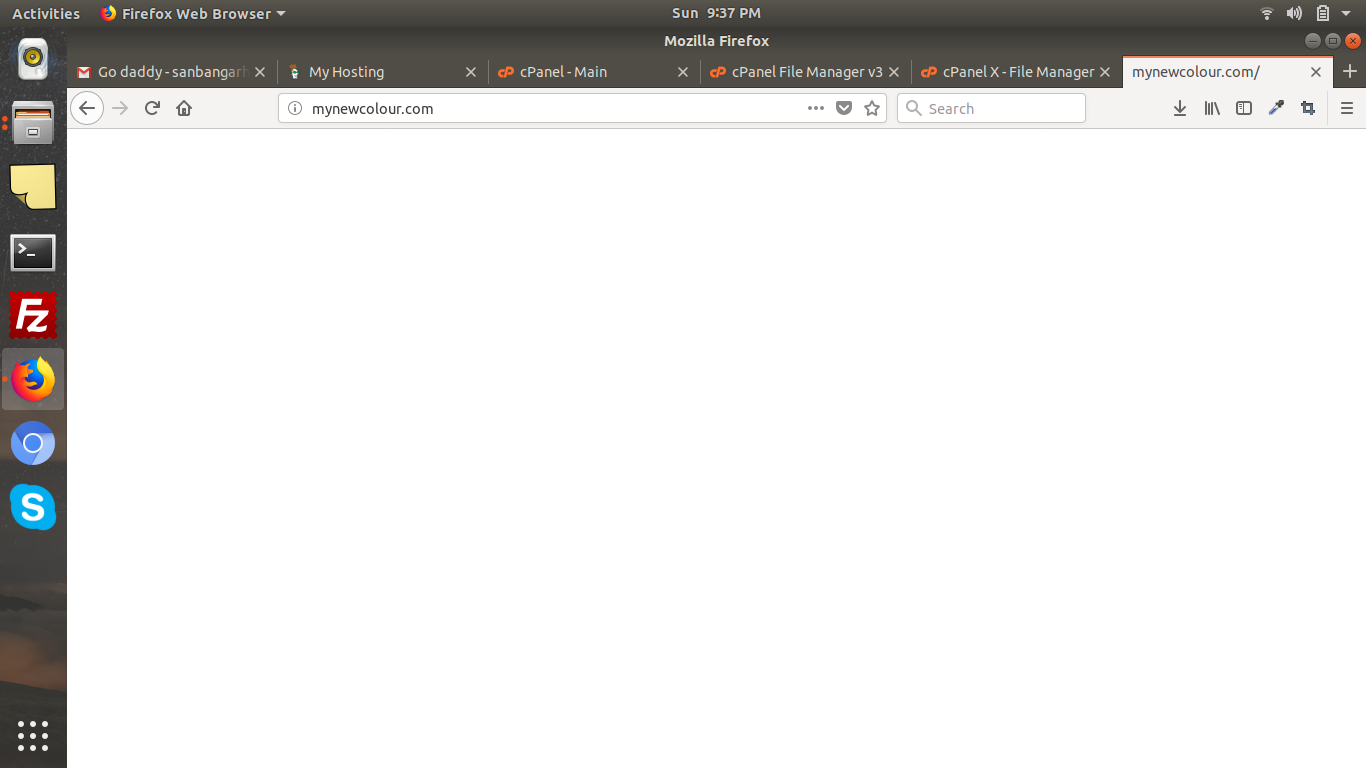 Activities Firefox Web Browser Sun 9:37 PM
Mozilla Firefox
Go daddy - sanbangarh My Hosting cPanel - Main cPanel File Manager v3 cPanel X - File Manager mynewcolour.com/
mynewcolour.com Search